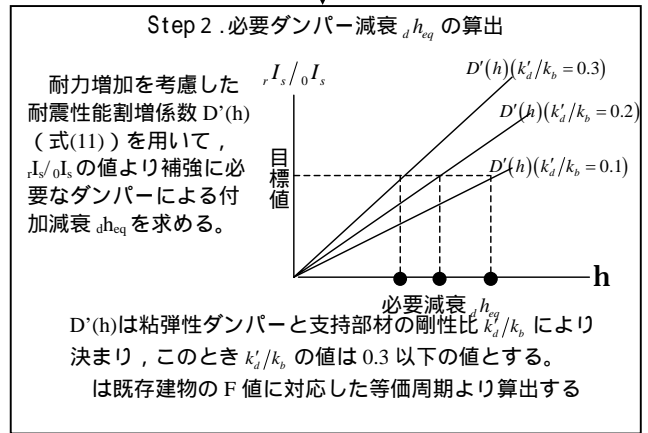 Step 2 .必要ダンパー減衰 dheq の算出
耐力増加を考慮した
耐震性能割増係数 D'(h)
（式(11)）を用いて，
rIs/0Is の値より補強に必
要なダンパーによる付
加減衰 dheq を求める。
rIs/0Is
D′(h)(k′d/kb = 0.3)
D′(h)(k′d/kb = 0.2)
D′(h)(k′d/kb = 0.1)
目標値
h
必要減衰 dheq
D'(h)は粘弾性ダンパーと支持部材の剛性比 k′d/kb により
決まり，このとき k′d/kb の値は 0.3 以下の値とする。
は既存建物の F 値に対応した等価周期より算出する